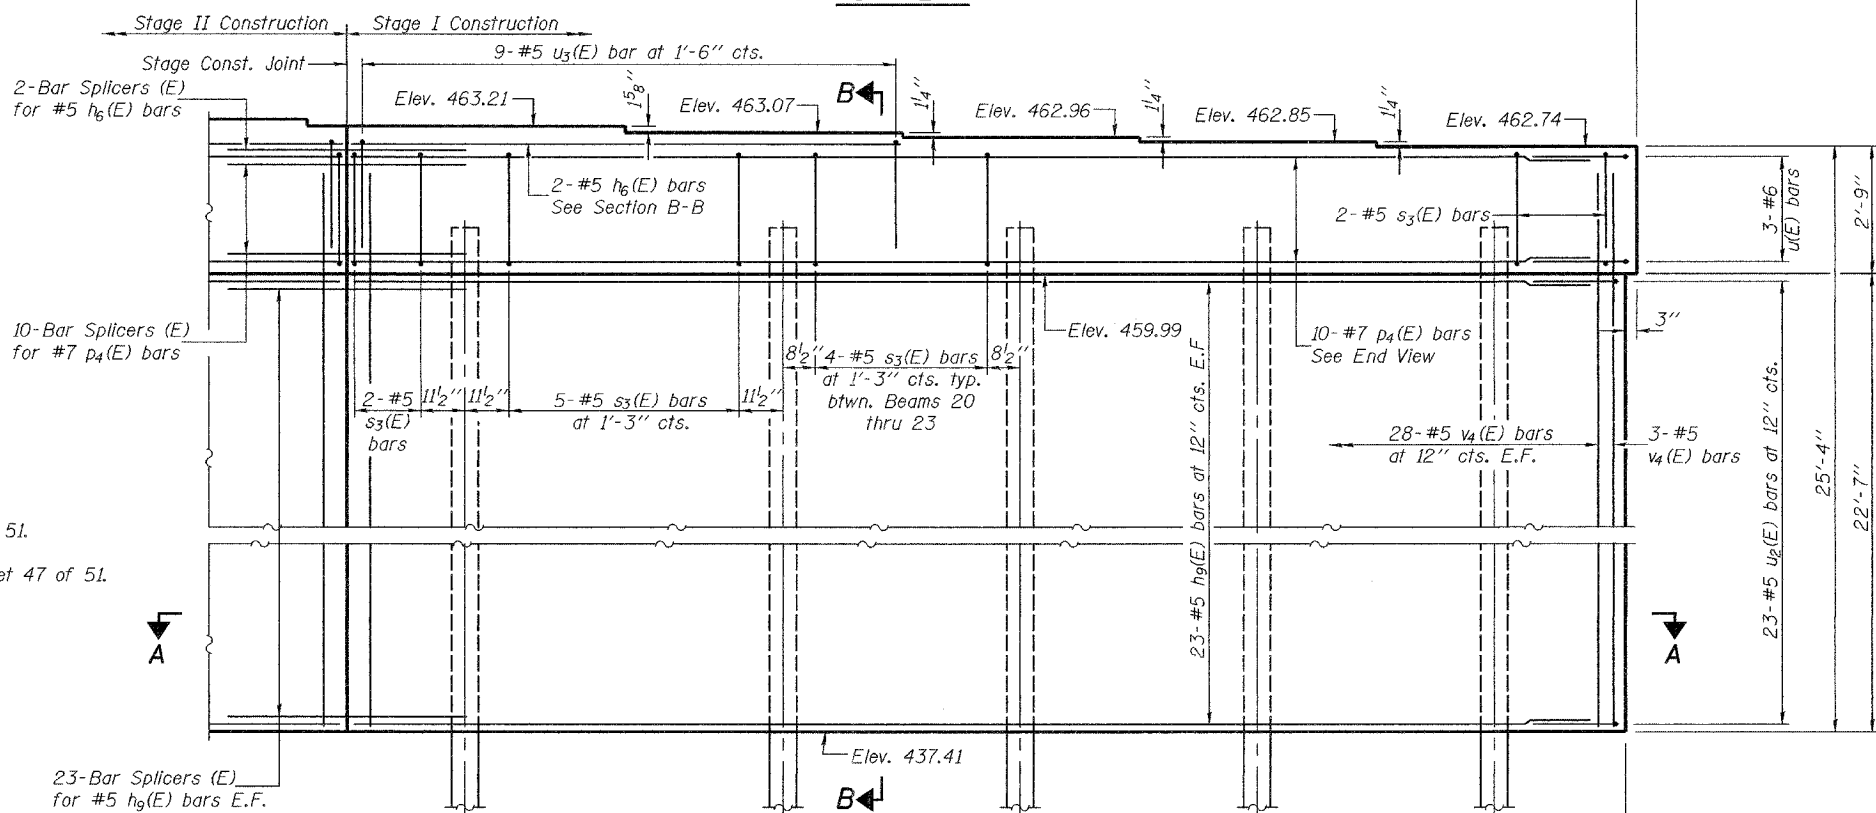 Stage II Construction
Stage I Construction
Stage Const. Joint
9-#5 u3(E) bar at 1'-6" cts.
2-Bar Splicers (E)
for #5 h6(E) bars
Elev. 463.21
1 5/8"
Elev. 463.07
B
1 1/4"
Elev. 462.96
1 1/4"
Elev. 462.85
1 1/4"
Elev. 462.74
2-#5 h6(E) bars
See Section B-B
2-#5 s3(E) bars
3-#6
u(E) bars
2'-9"
10-Bar Splicers (E)
for #7 p4(E) bars
Elev. 459.99
10-#7 p4(E) bars
See End View
3"
8 1/2"
4-#5 s3(E) bars
at 1'-3" cts. typ.
btwn. Beams 20
thru 23
8 1/2"
2-#5
s3(E)
bars
11 1/2"
11 1/2"
5-#5 s3(E) bars
at 1'-3" cts.
11 1/2"
23-#5 h9(E) bars at 12" cts. E.F
28-#5 v4(E) bars
at 12" cts. E.F.
3-#5
v4(E) bars
23-#5 u2(E) bars at 12" cts.
25'-4"
22'-7"
51.
et 47 of 51.
A
A
Elev. 437.41
23-Bar Splicers (E)
for #5 h9(E) bars E.F.
B